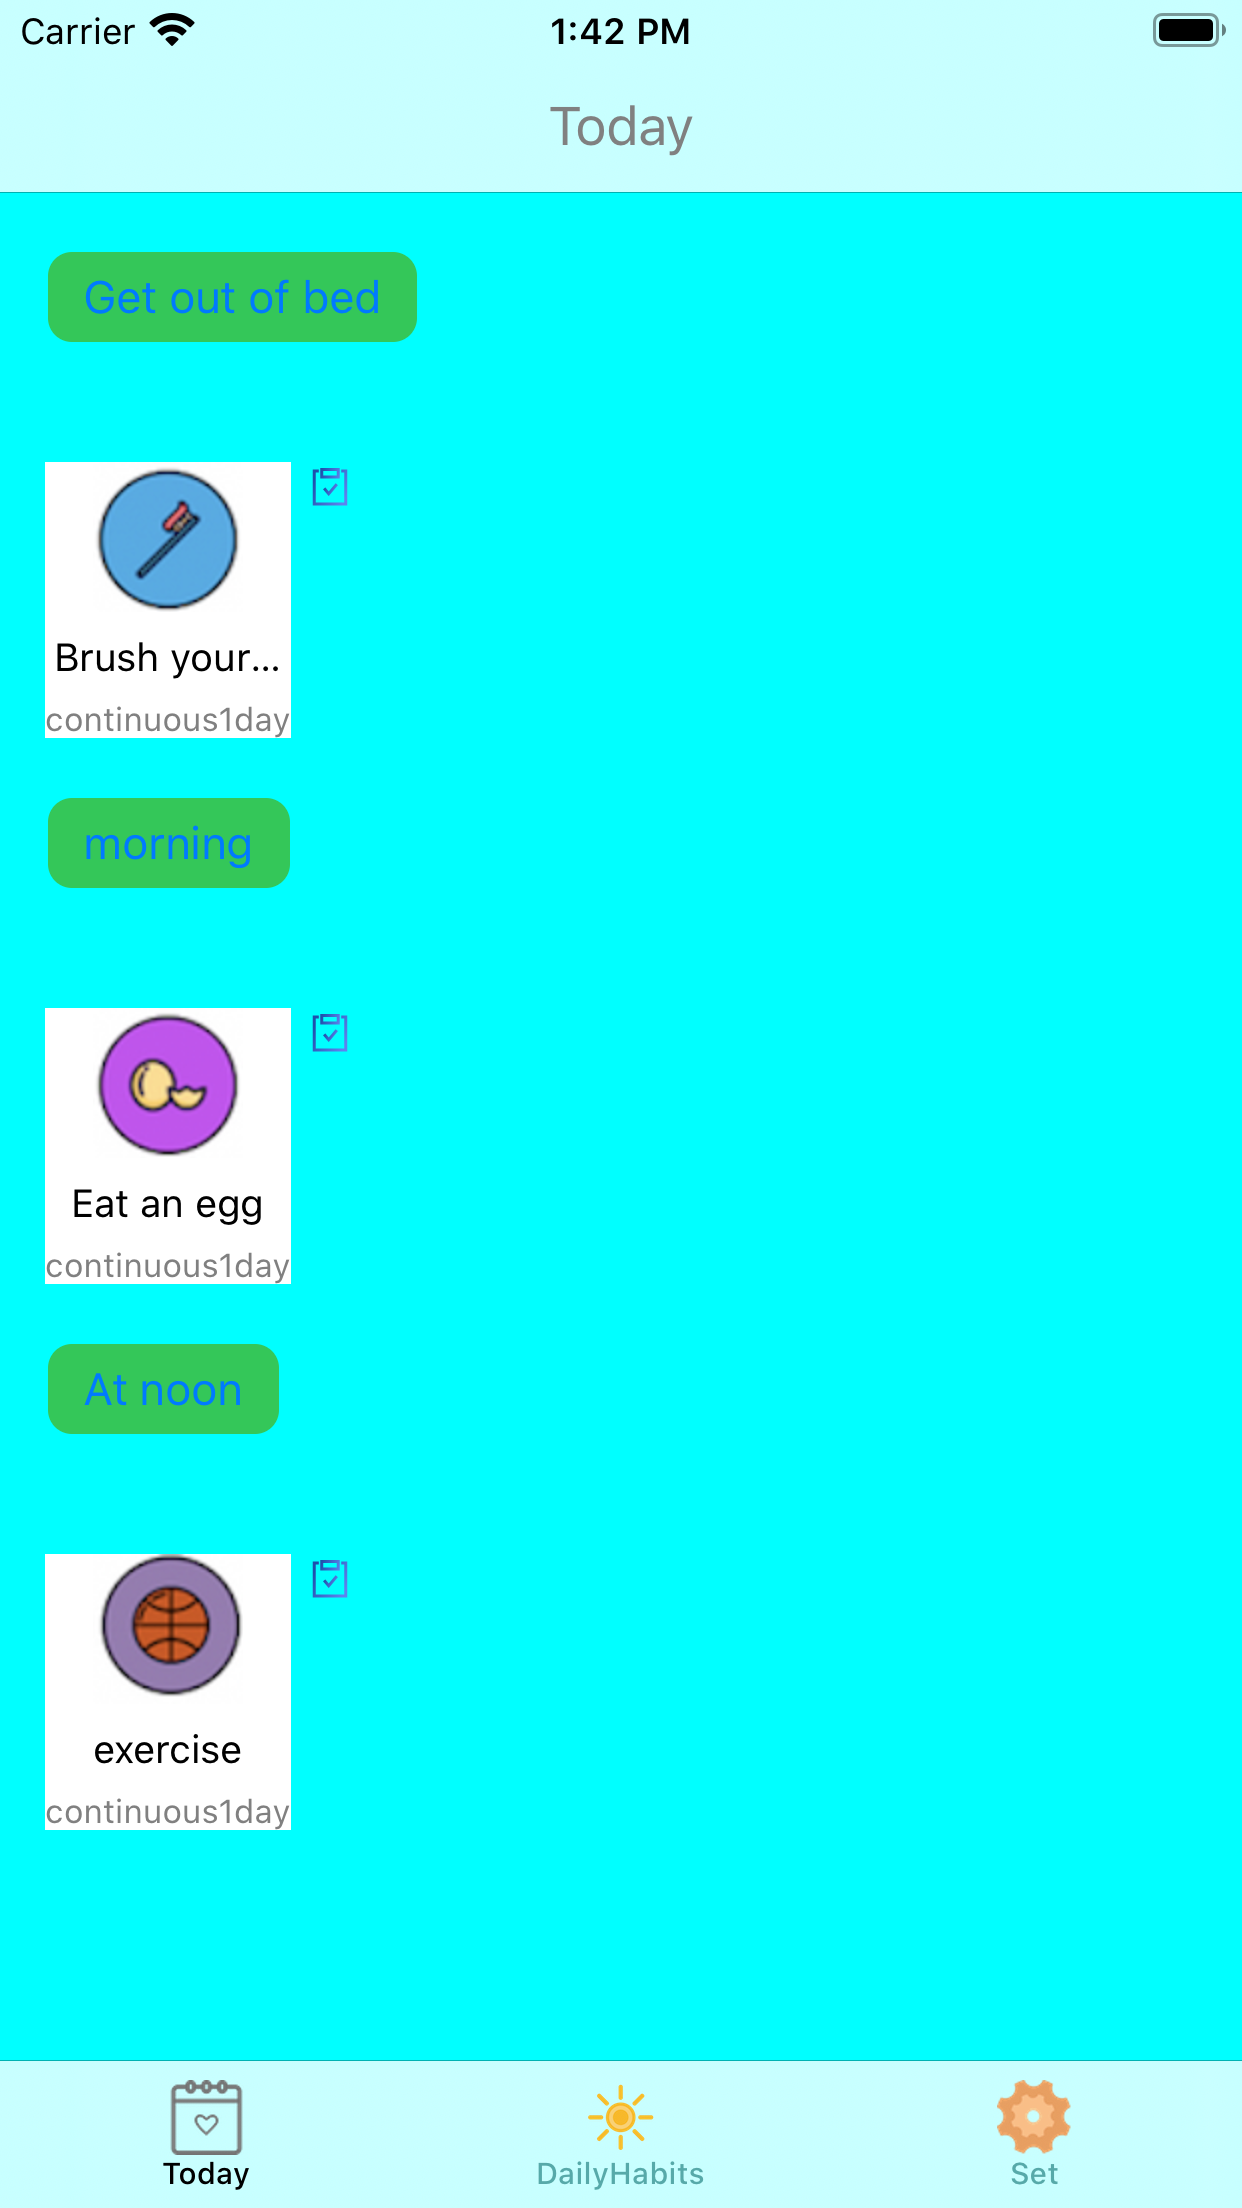 Carrier
1:42 PM
Today
Get out of bed
Brush your...
continuous1day
morning
Eat an egg
continuous1day
At noon
exercise
continuous1day
Today
DailyHabits
Set